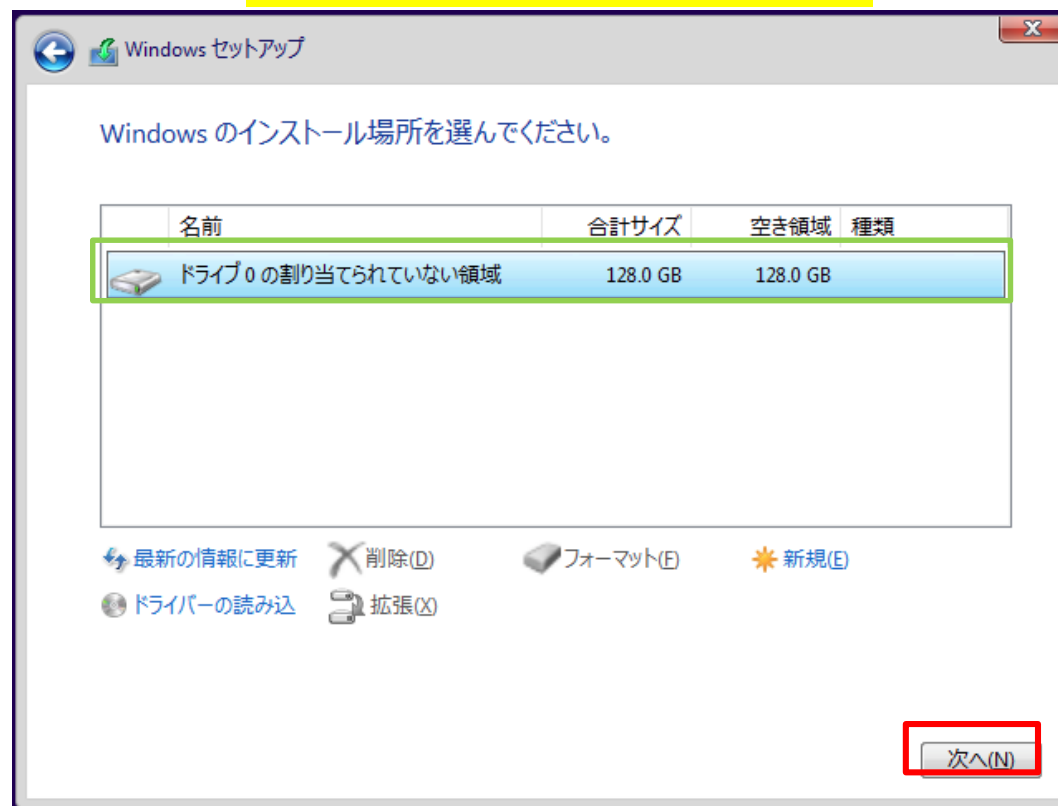 Windows セットアップ
Windows のインストール場所を選んでください。
名前 合計サイズ 空き領域 種類
ドライブ 0 の割り当てられていない領域 128.0 GB 128.0 GB
最新の情報に更新 削除(D) フォーマット(F) 新規(E)
ドライバーの読み込 拡張(X)
次へ(N)